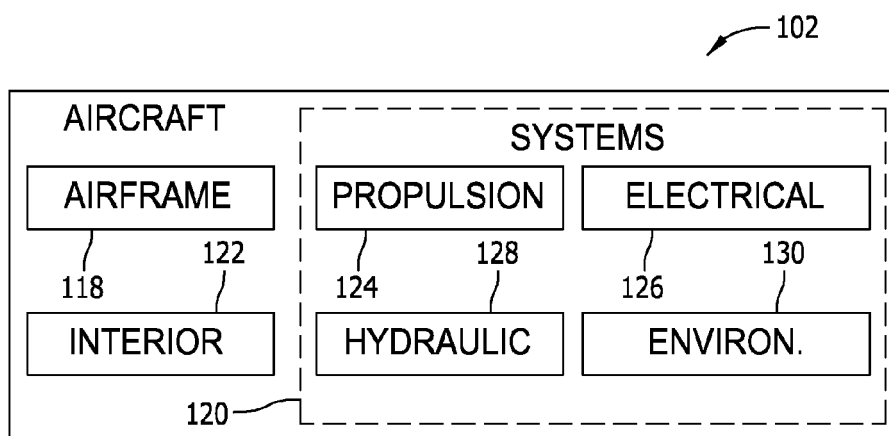 102
AIRCRAFT
SYSTEMS
AIRFRAME
PROPULSION
ELECTRICAL
118
122
124
128
126
130
INTERIOR
HYDRAULIC
ENVIRON.
120